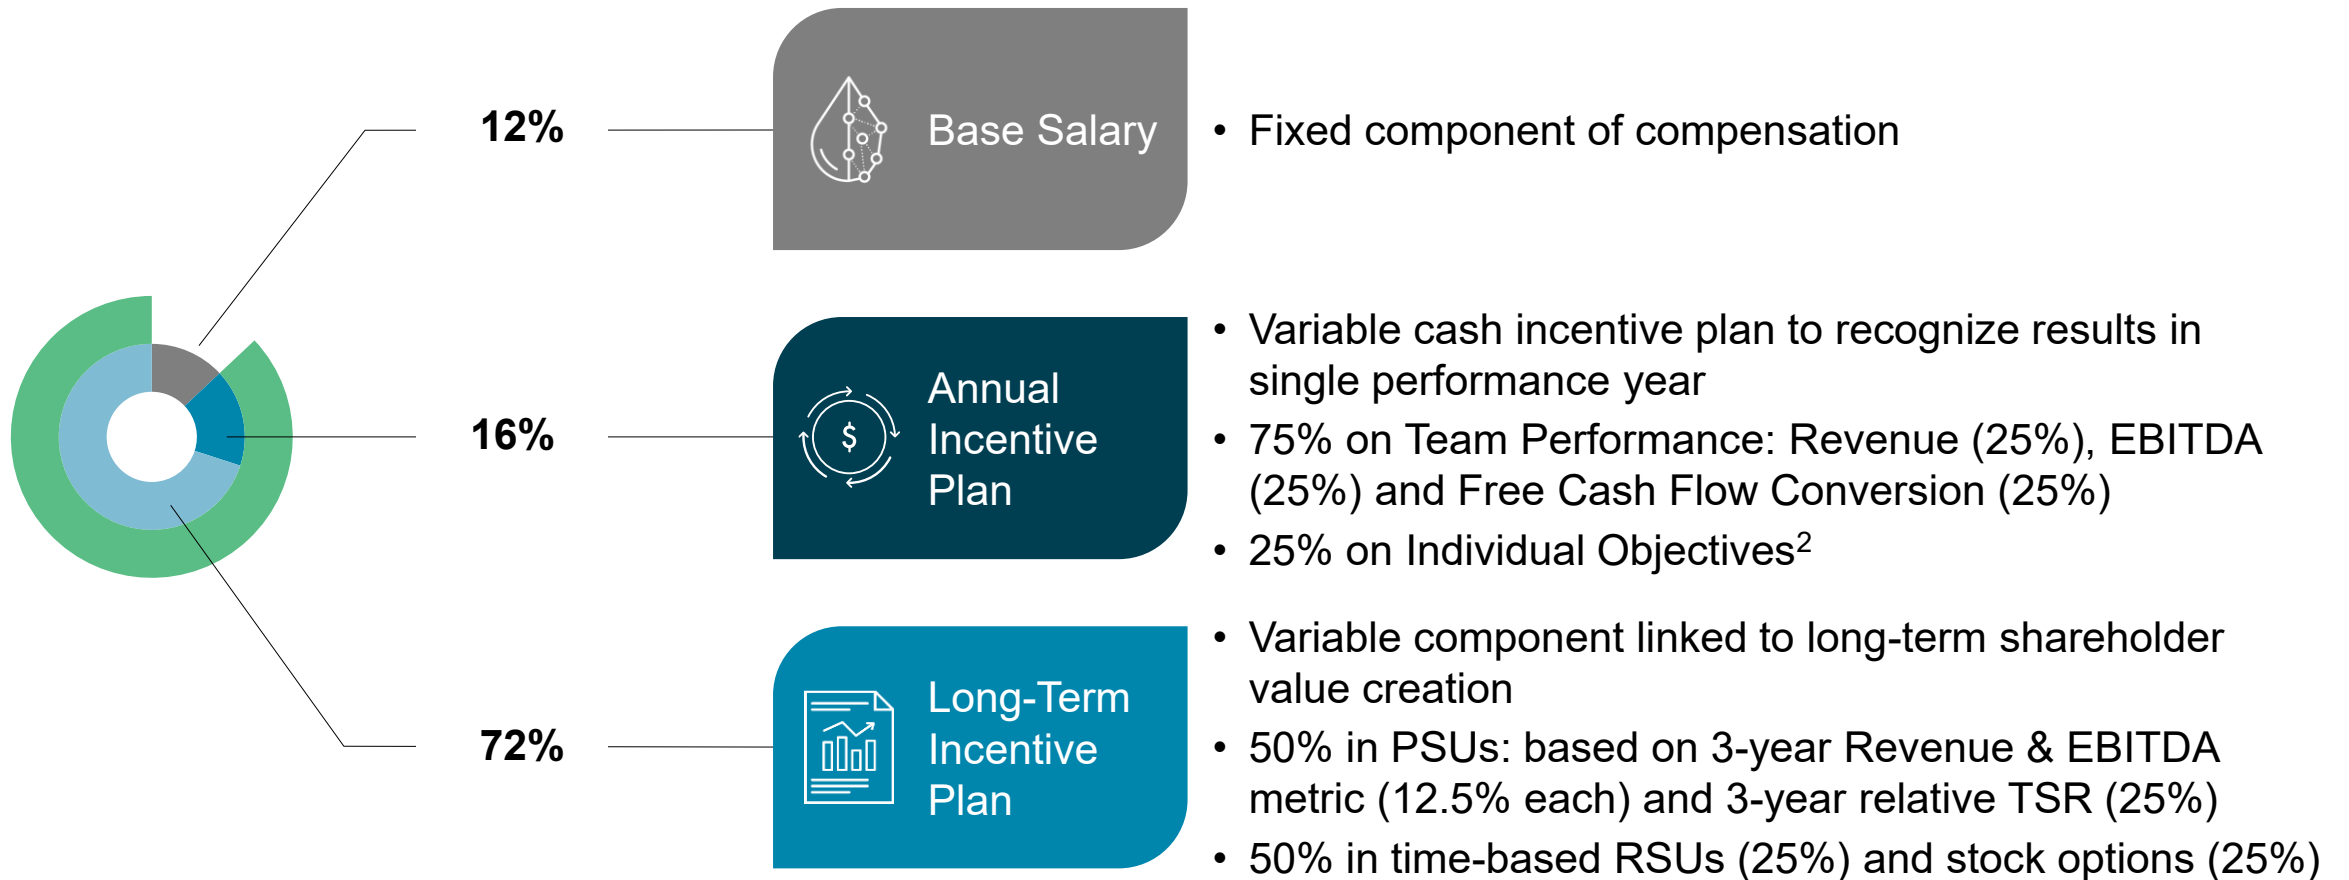 12%
Base Salary
• Fixed component of compensation
16%
$
Annual
Incentive
Plan
• Variable cash incentive plan to recognize results in
single performance year
• 75% on Team Performance: Revenue (25%), EBITDA
(25%) and Free Cash Flow Conversion (25%)
• 25% on Individual Objectives²
72%
Long-Term
Incentive
Plan
• Variable component linked to long-term shareholder
value creation
• 50% in PSUs: based on 3-year Revenue & EBITDA
metric (12.5% each) and 3-year relative TSR (25%)
• 50% in time-based RSUs (25%) and stock options (25%)